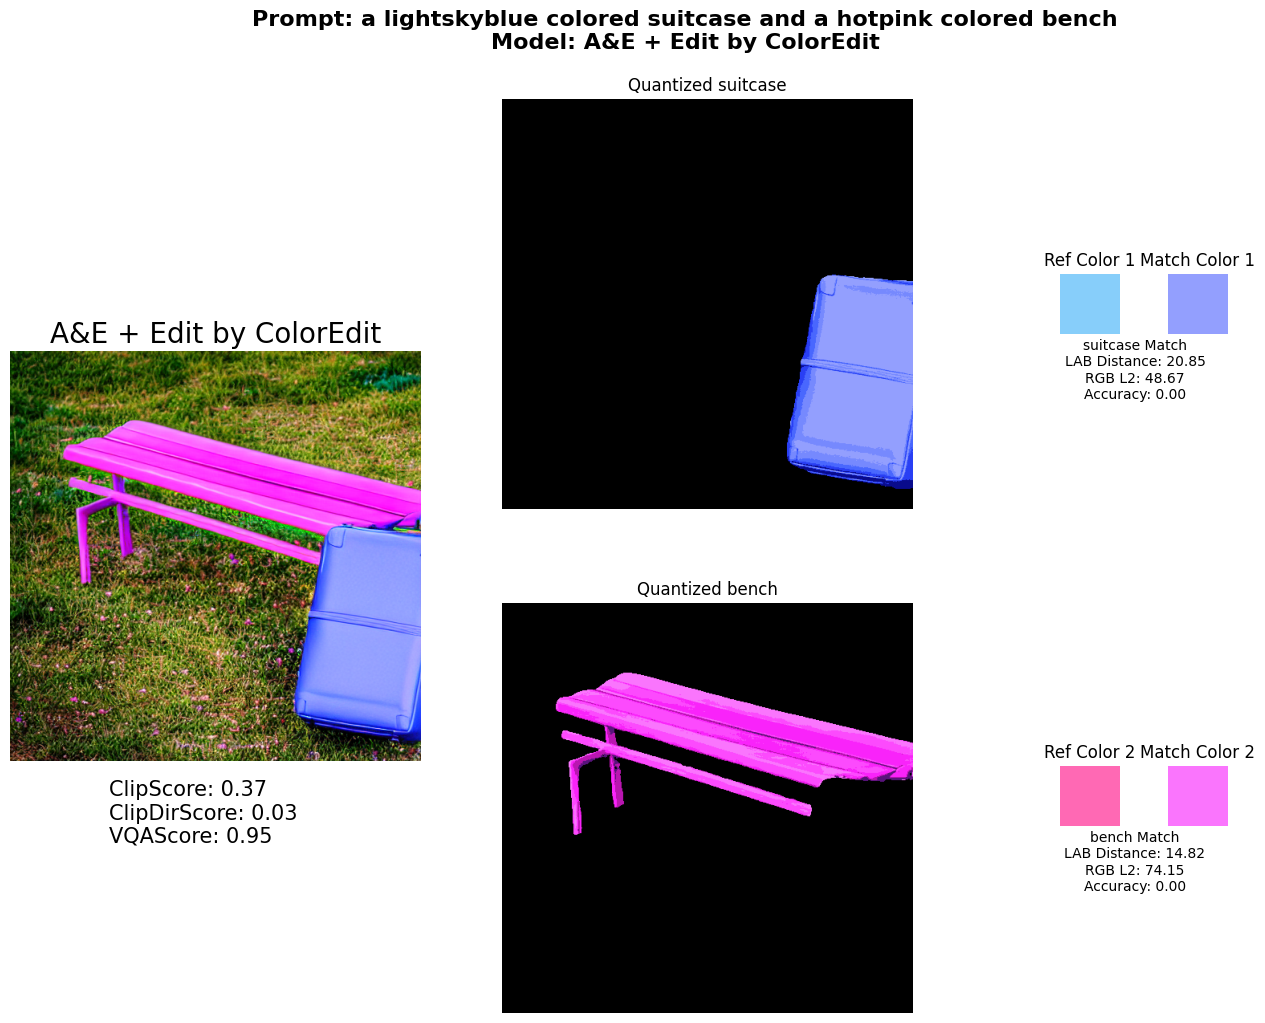 Prompt: a lightskyblue colored suitcase and a hotpink colored bench
Model: A&E + Edit by ColorEdit
Quantized suitcase
Ref Color 1 Match Color 1
suitcase Match
LAB Distance: 20.85
RGB L2: 48.67
Accuracy: 0.00
A&E + Edit by ColorEdit
ClipScore: 0.37
ClipDirScore: 0.03
VQAScore: 0.95
Quantized bench
Ref Color 2 Match Color 2
bench Match
LAB Distance: 14.82
RGB L2: 74.15
Accuracy: 0.00